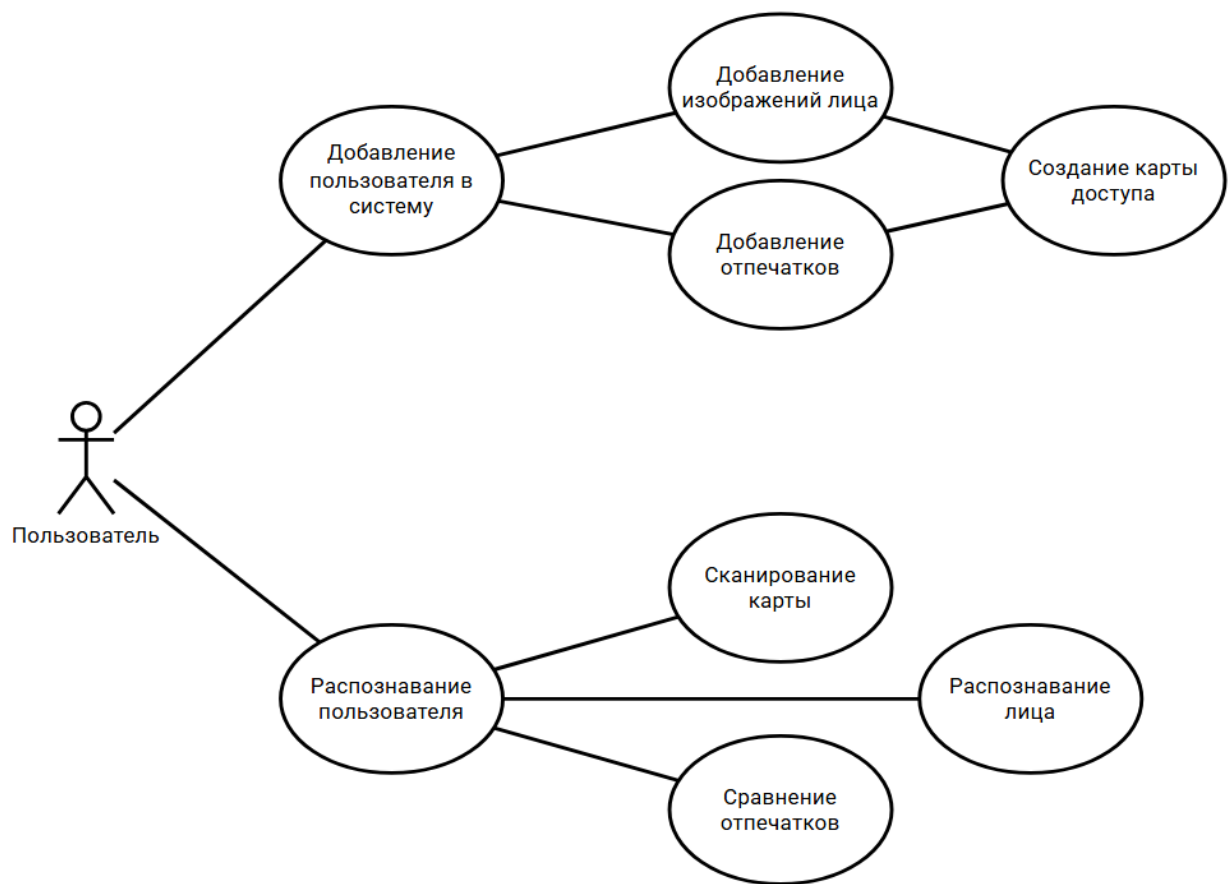 Добавление
изображений лица
Добавление
пользователя в
систему
Создание карты
доступа
Добавление
отпечатков
Пользователь
Сканирование
карты
Распознавание
пользователя
Распознавание
лица
Сравнение
отпечатков